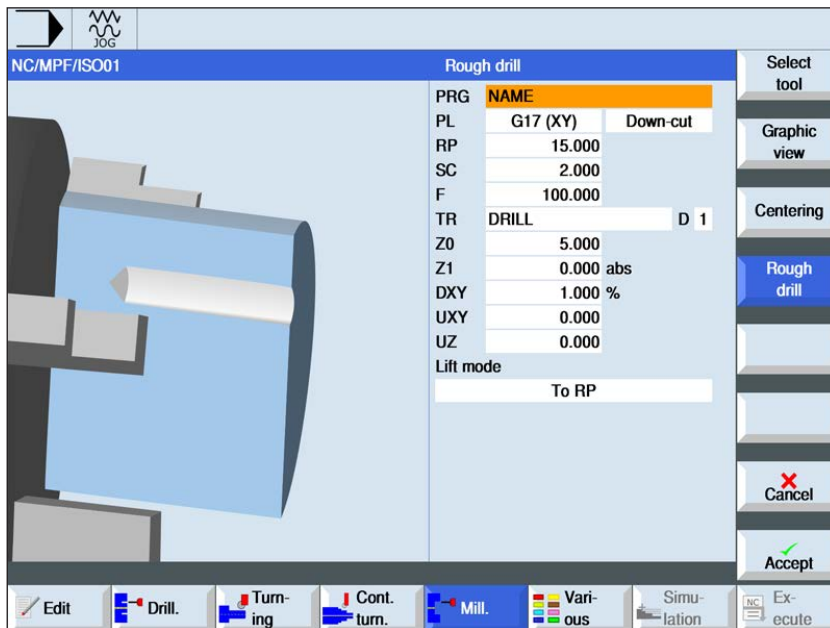 JOG
NC/MPF/ISO01
Rough drill
PRG NAME
PL G17 (XY) Down-cut
RP 15.000
SC 2.000
F 100.000
TR DRILL D 1
Z0 5.000
Z1 0.000 abs
DXY 1.000 %
UXY 0.000
UZ 0.000
Lift mode
To RP
Select
tool
Graphic
view
Centering
Rough
drill
Cancel
Accept
Edit
Drill.
Turn-
ing
Cont.
turn.
Mill.
Vari-
ous
Simu-
lation
NC
Ex-
ecute